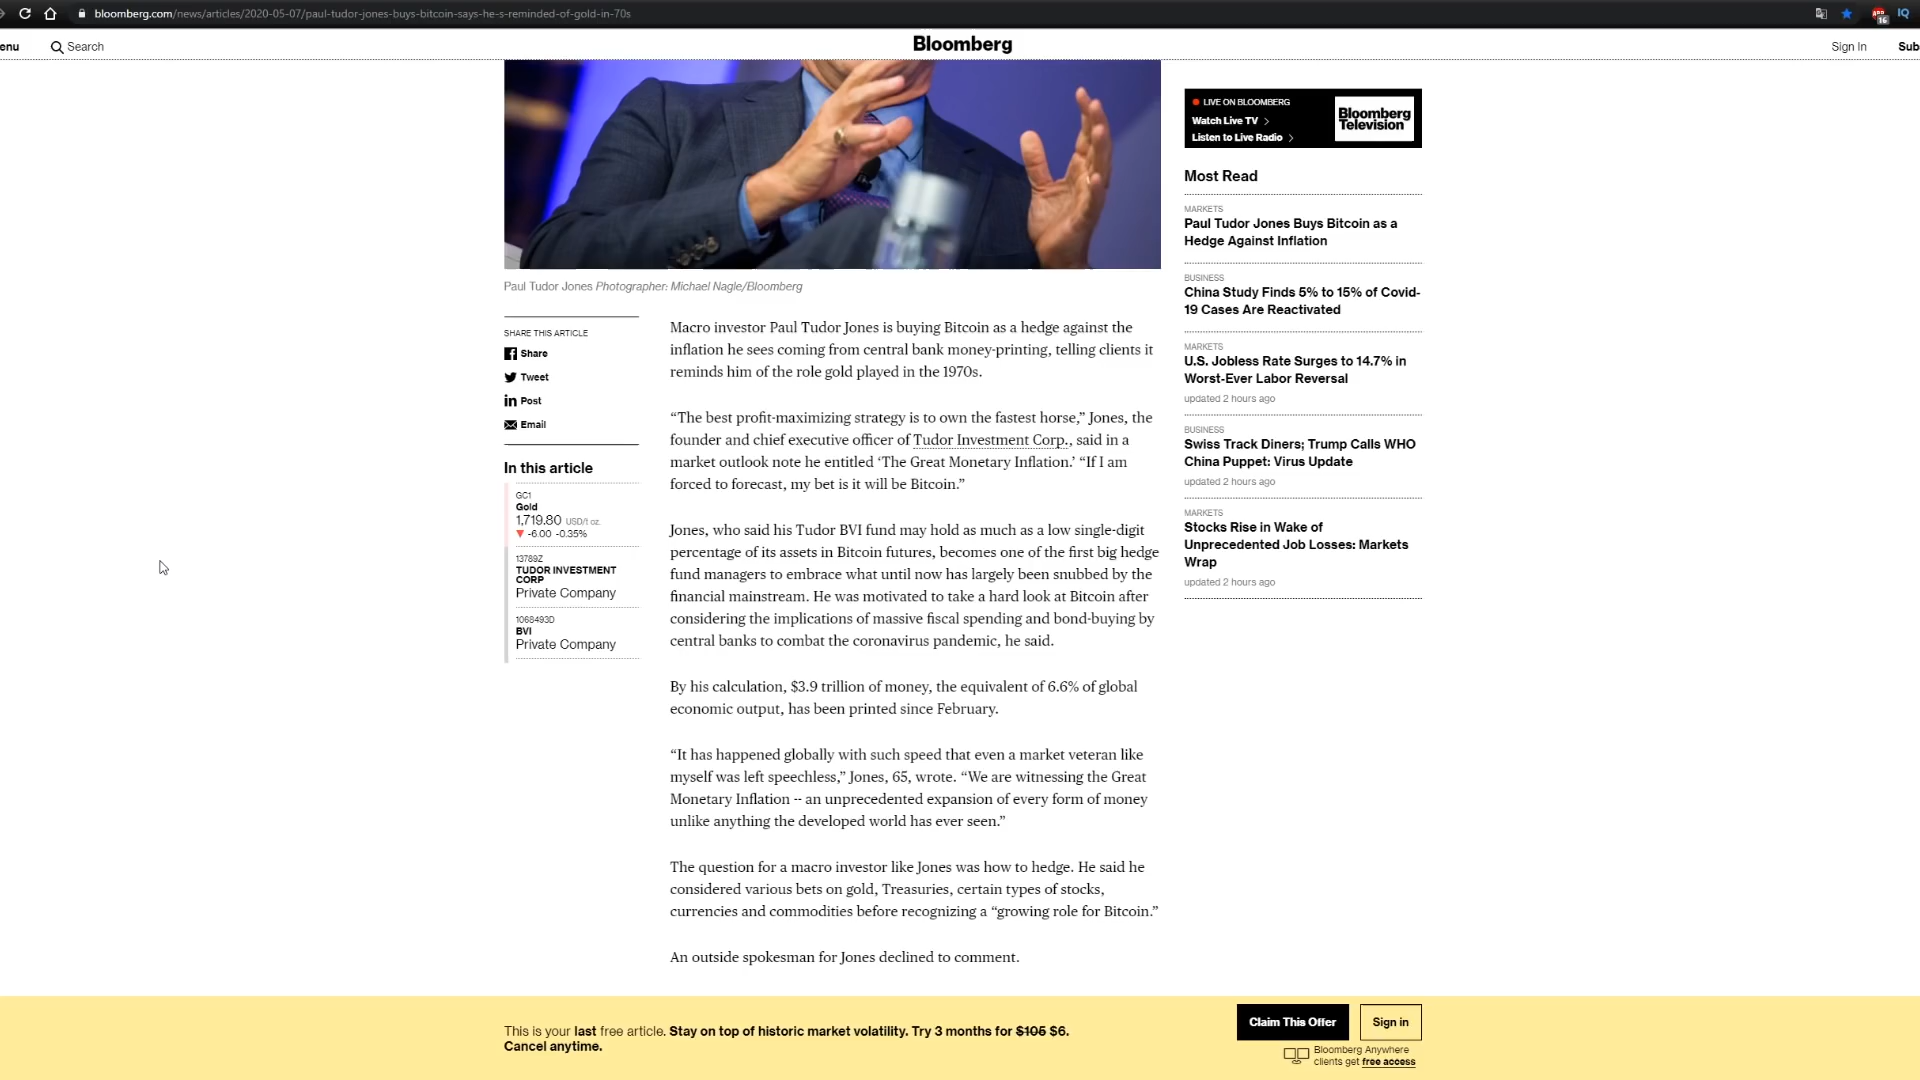 bloomberg.com/news/articles/2020-05-07/paul-tudor-jones-buys-bitcoin-says-he-s-reminded-of-gold-in-70s
16
IQ
enu
Search
Bloomberg
Sign In
Sub
Paul Tudor Jones Photographer: Michael Nagle/Bloomberg
SHARE THIS ARTICLE
Share
Tweet
Post
Email
In this article
GC1
Gold
1,719.80 USD/t oz.
▼ -6.00 -0.35%
13789Z
TUDOR INVESTMENT
CORP
Private Company
1068493D
BVI
Private Company
Macro investor Paul Tudor Jones is buying Bitcoin as a hedge against the
inflation he sees coming from central bank money-printing, telling clients it
reminds him of the role gold played in the 1970s.
“The best profit-maximizing strategy is to own the fastest horse,” Jones, the
founder and chief executive officer of Tudor Investment Corp., said in a
market outlook note he entitled ‘The Great Monetary Inflation.’ “If I am
forced to forecast, my bet is it will be Bitcoin.”
Jones, who said his Tudor BVI fund may hold as much as a low single-digit
percentage of its assets in Bitcoin futures, becomes one of the first big hedge
fund managers to embrace what until now has largely been snubbed by the
financial mainstream. He was motivated to take a hard look at Bitcoin after
considering the implications of massive fiscal spending and bond-buying by
central banks to combat the coronavirus pandemic, he said.
By his calculation, $3.9 trillion of money, the equivalent of 6.6% of global
economic output, has been printed since February.
“It has happened globally with such speed that even a market veteran like
myself was left speechless,” Jones, 65, wrote. “We are witnessing the Great
Monetary Inflation -- an unprecedented expansion of every form of money
unlike anything the developed world has ever seen.”
The question for a macro investor like Jones was how to hedge. He said he
considered various bets on gold, Treasuries, certain types of stocks,
currencies and commodities before recognizing a “growing role for Bitcoin.”
An outside spokesman for Jones declined to comment.
LIVE ON BLOOMBERG
Watch Live TV
Listen to Live Radio
Bloomberg
Television
Most Read
MARKETS
Paul Tudor Jones Buys Bitcoin as a
Hedge Against Inflation
BUSINESS
China Study Finds 5% to 15% of Covid-
19 Cases Are Reactivated
MARKETS
U.S. Jobless Rate Surges to 14.7% in
Worst-Ever Labor Reversal
updated 2 hours ago
BUSINESS
Swiss Track Diners; Trump Calls WHO
China Puppet: Virus Update
updated 2 hours ago
MARKETS
Stocks Rise in Wake of
Unprecedented Job Losses: Markets
Wrap
updated 2 hours ago
This is your last free article. Stay on top of historic market volatility. Try 3 months for $105 $6.
Cancel anytime.
Claim This Offer
Sign in
Bloomberg Anywhere
clients get free access